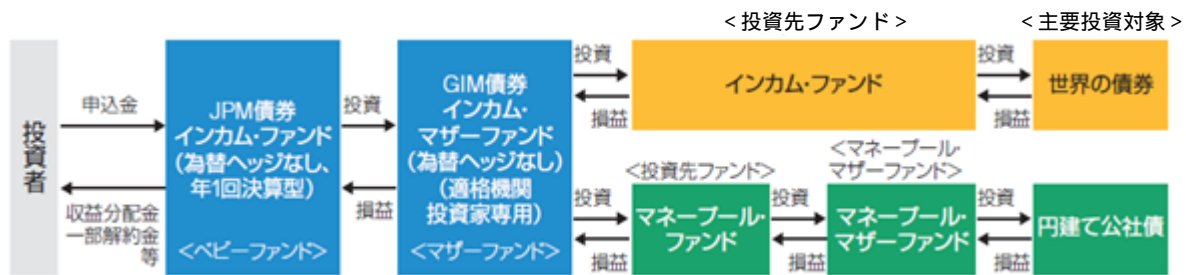 <投資先ファンド>
<主要投資対象>
投資者
申込金
収益分配金
一部解約金
等
JPM債券
インカム・ファンド
(為替ヘッジなし、
年1回決算型)
<ベビーファンド>
投資
損益
GIM債券
インカム・
マザーファンド
(為替ヘッジなし)
(適格機関
投資家専用)
<マザーファンド>
投資
損益
インカム・ファンド
投資
損益
世界の債券
投資
損益
<投資先ファンド>
マネープール・
ファンド
投資
損益
<マネープール・
マザーファンド>
マネープール・
マザーファンド
投資
損益
円建て公社債